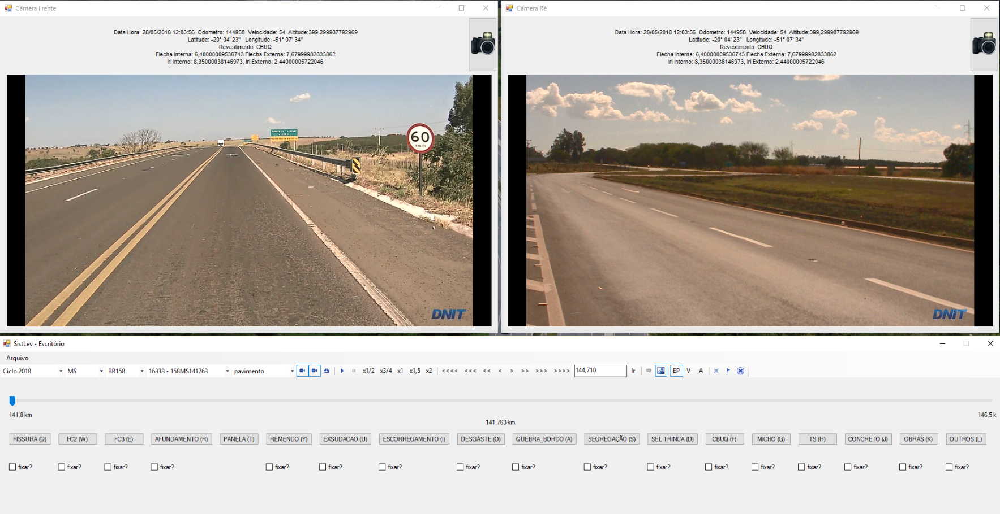 Câmera Frente
Data Hora: 28/05/2018 12:03:56 Odometro: 144958 Velocidade: 54 Altitude:399,299987792969
Latitude: -20° 04' 23" Longitude: -51° 07' 34"
Revestimento: CBUQ
Flecha Interna: 6,40000009536743 Flecha Externa: 7,67999982833862
Iri Interno: 8,35000038146973, Iri Externo: 2,44000005722046
60
km/h
DNIT
Câmera Ré
Data Hora: 28/05/2018 12:03:56 Odometro: 144958 Velocidade: 54 Altitude:399,299987792969
Latitude: -20° 04' 23" Longitude: -51° 07' 34"
Revestimento: CBUQ
Flecha Interna: 6,40000009536743 Flecha Externa: 7,67999982833862
Iri Interno: 8,35000038146973, Iri Externo: 2,44000005722046
DNIT
SistLev - Escritório
Arquivo
Ciclo 2018 MS BR158 16338 - 158MS141763 pavimento x1/2 x3/4 x1 x1,5 x2 <<<< <<< << < > >> >>> >>>> 144,710 Ir EP V A
141,8 km 146,5 k
141,763 km
FISSURA (Q) FC2 (W) FC3 (E) AFUNDAMENTO (R) PANELA (T) REMENDO (Y) EXSUDACAO (U) ESCORREGAMENTO (I) DESGASTE (O) QUEBRA_BORDO (A) SEGREGAÇÃO (S) SEL TRINCA (D) CBUQ (F) MICRO (G) TS (H) CONCRETO (J) OBRAS (K) OUTROS (L)
fixar? fixar? fixar? fixar? fixar? fixar? fixar? fixar? fixar? fixar? fixar? fixar? fixar? fixar? fixar? fixar? fixar?